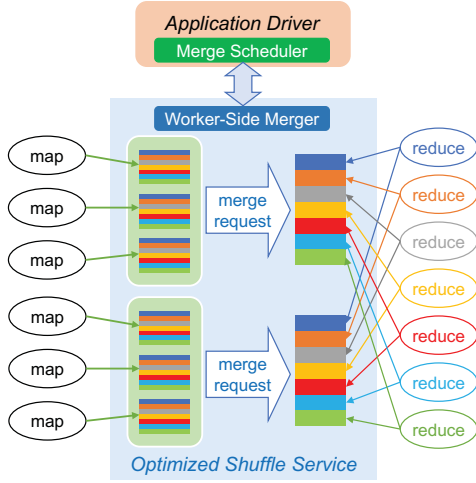 Application Driver
Merge Scheduler
Worker-Side Merger
map
map
map
map
map
map
merge
request
merge
request
reduce
reduce
reduce
reduce
reduce
reduce
reduce
Optimized Shuffle Service